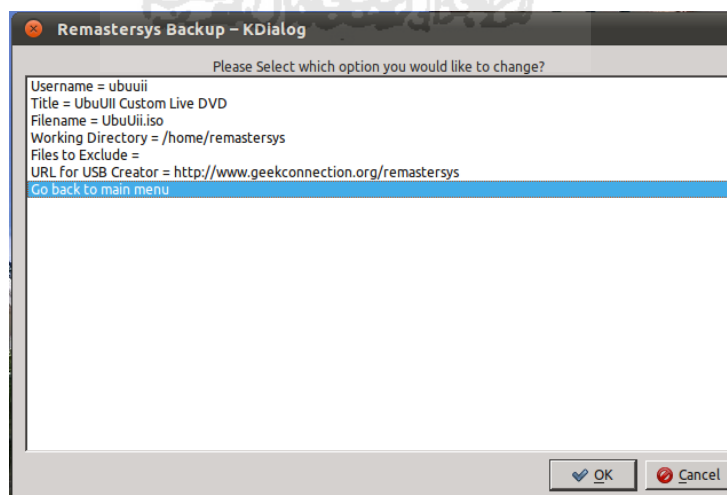 Remastersys Backup – KDialog
Please Select which option you would like to change?
Username = ubuuii
Title = UbuUII Custom Live DVD
Filename = UbuUii.iso
Working Directory = /home/remastersys
Files to Exclude =
URL for USB Creator = http://www.geekconnection.org/remastersys
Go back to main menu
OK
Cancel